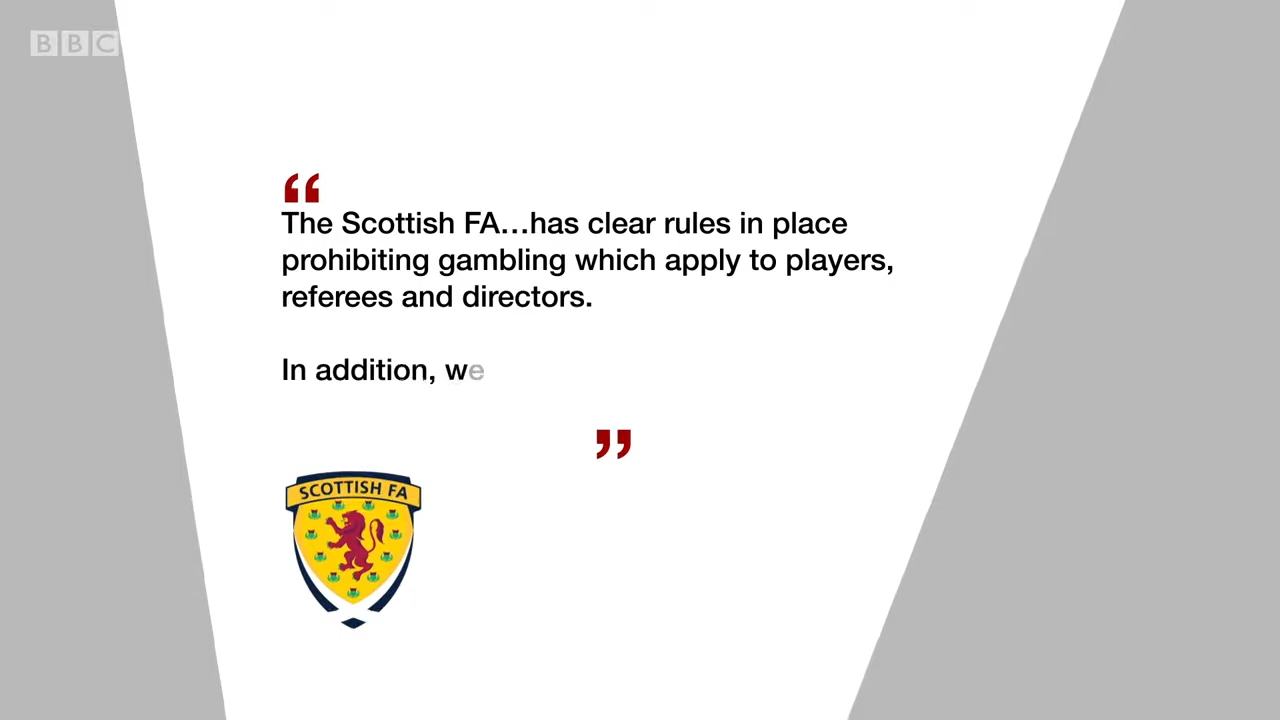 BBC
“
The Scottish FA…has clear rules in place
prohibiting gambling which apply to players,
referees and directors.
In addition, we
”
SCOTTISH FA